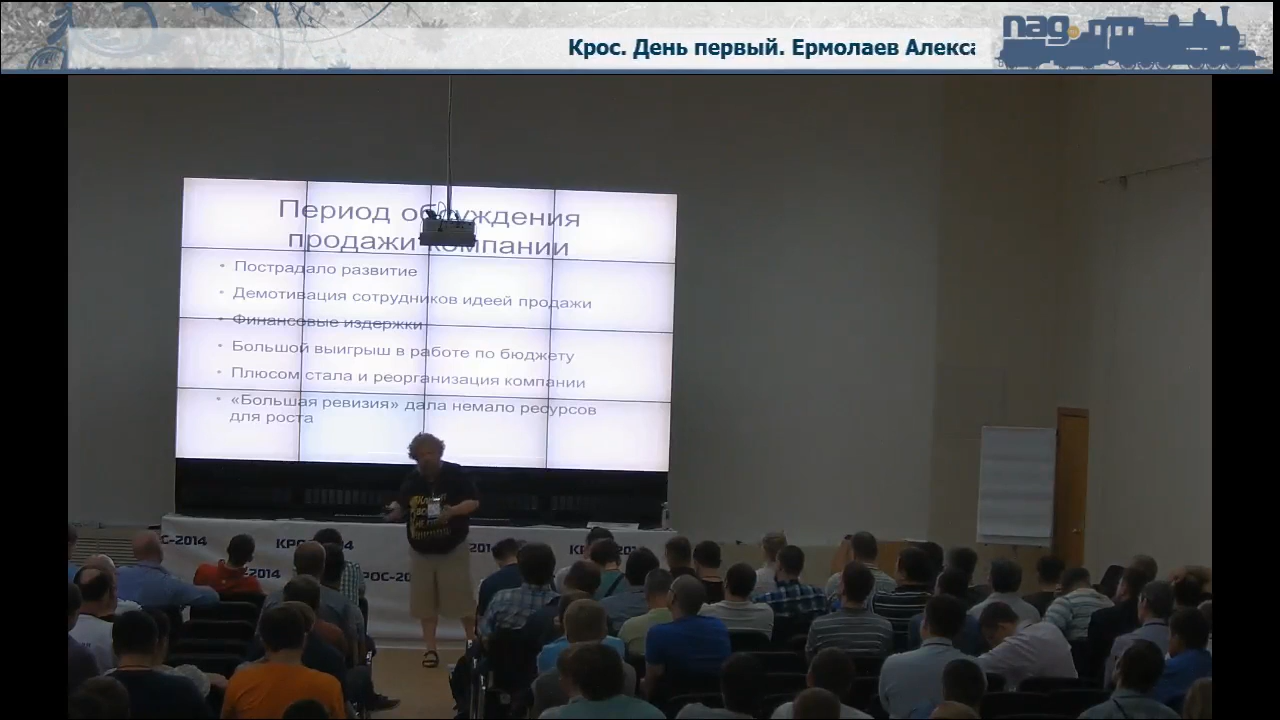 Крос. День первый. Ермолаев Алекса
nag.
Период обсуждения
продажи компании
• Пострадало развитие
• Демотивация сотрудников идеей продажи
• Финансовые издержки
• Большой выигрыш в работе по бюджету
• Плюсом стала и реорганизация компании
• «Большая ревизия» дала немало ресурсов
для роста
С-2014